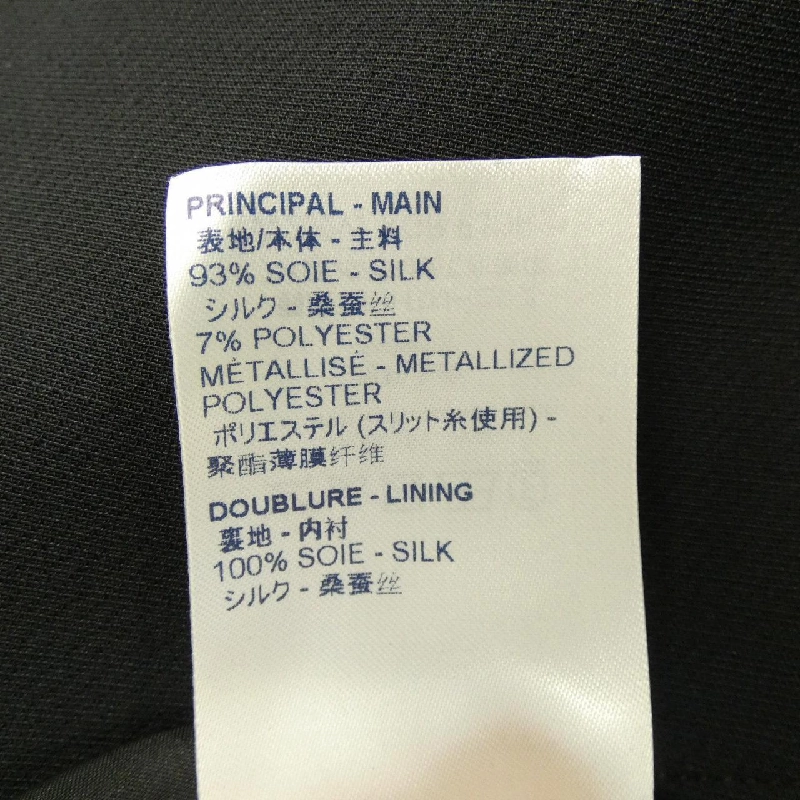 PRINCIPAL - MAIN
表地/本体 - 主料
93% SOIE - SILK
シルク - 桑蚕丝
7% POLYESTER
MÉTALLISÉ - METALLIZED
POLYESTER
ポリエステル (スリット糸使用) -
聚酯薄膜纤维
DOUBLURE - LINING
裏地 - 内衬
100% SOIE - SILK
シルク - 桑蚕丝